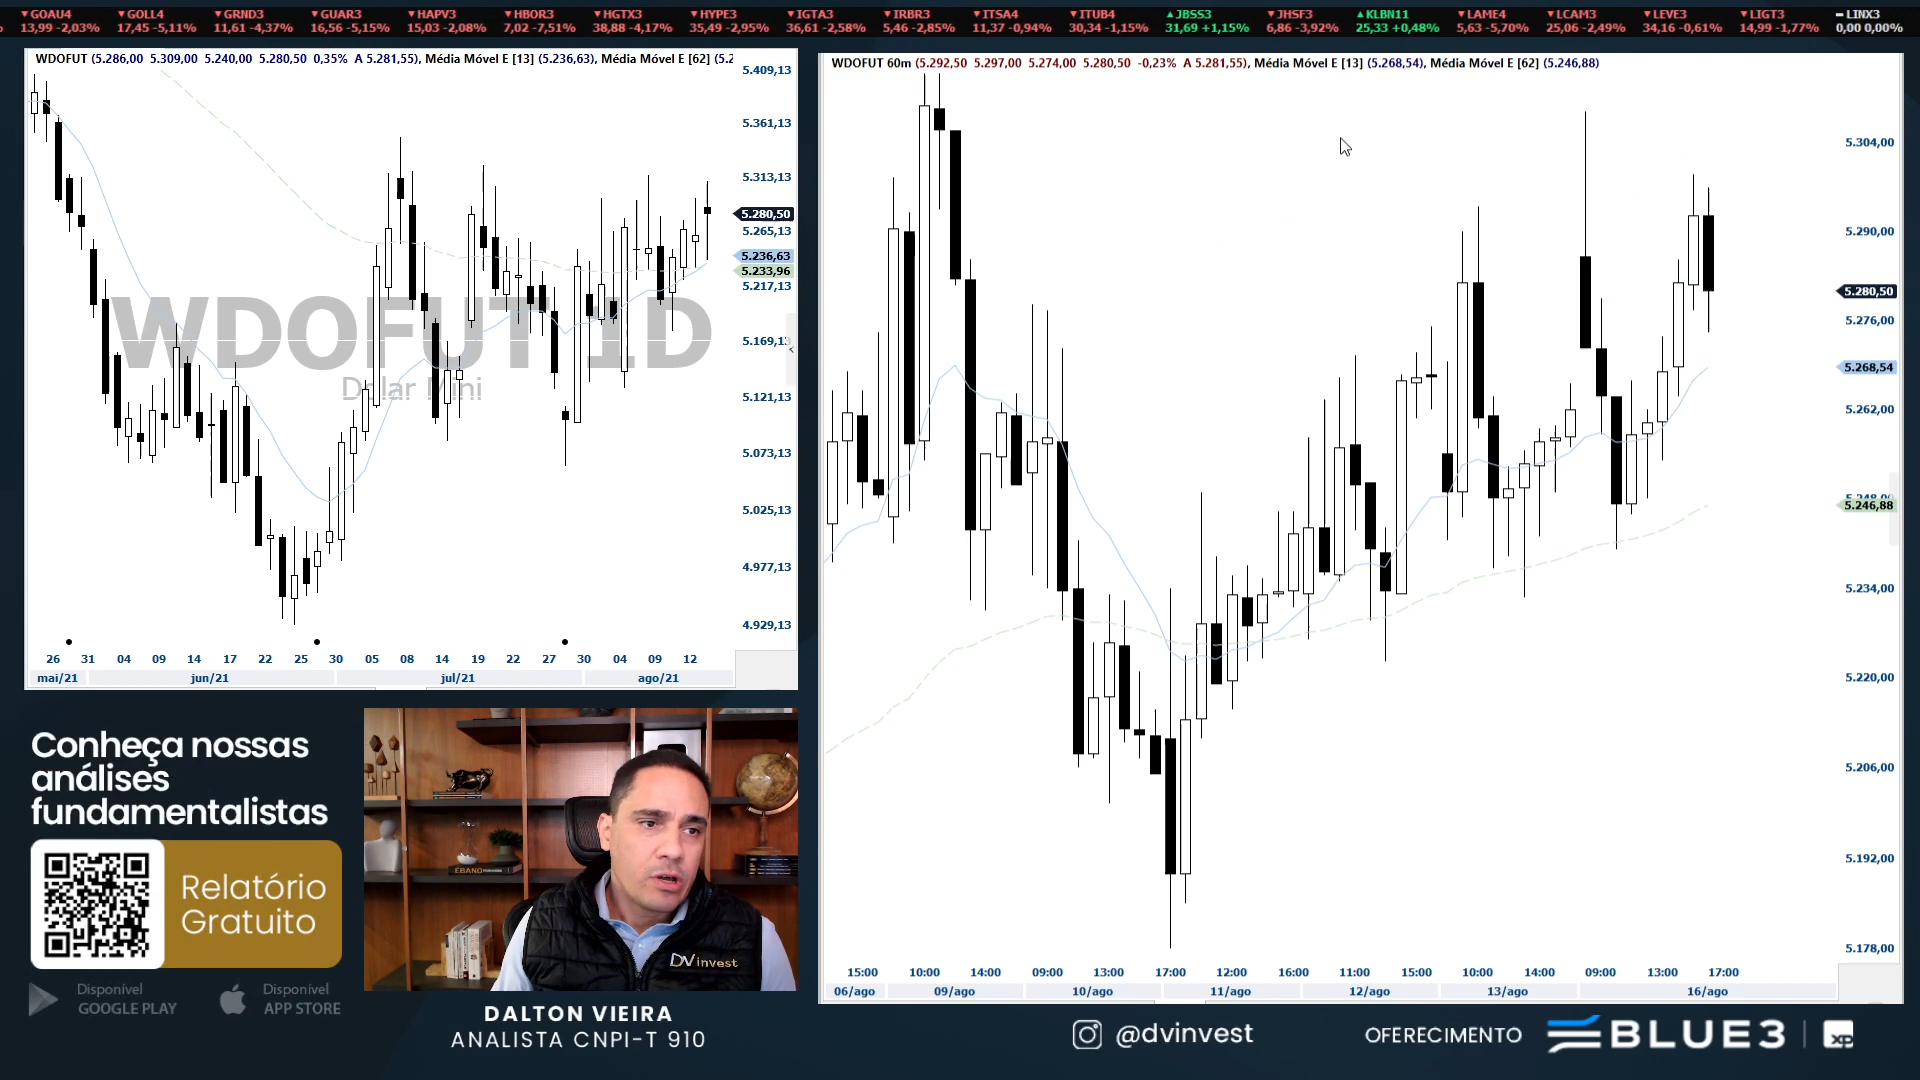 ▼GOAU4 ▼GOLL4 ▼GRND3 ▼GUAR3 ▼HAPV3 ▼HBOR3 ▼HGTX3 ▼HYPE3 ▼IGTA3 ▼IRBR3 ▼ITSA4 ▼ITUB4 ▲JBSS3 ▼JHSF3 ▲KLBN11 ▼LAME4 ▼LCAM3 ▼LEVE3 ▼LIGT3 LINX3
13,99 -2,03% 17,45 -5,11% 11,61 -4,37% 16,56 -5,15% 15,03 -2,08% 7,02 -7,51% 38,88 -4,17% 35,49 -2,95% 36,61 -2,58% 5,46 -2,85% 11,37 -0,94% 30,34 -1,15% 31,69 +1,15% 6,86 -3,92% 25,33 +0,48% 5,63 -5,70% 25,06 -2,49% 34,16 -0,61% 14,99 -1,77% 0,00 0,00%
WDOFUT (5.286,00 5.309,00 5.240,00 5.280,50 0,35% A 5.281,55), Média Móvel E [13] (5.236,63), Média Móvel E [62] (5.2
5.409,13
5.361,13
5.313,13
5.280,50
5.265,13
5.236,63
5.233,96
5.217,13
5.169,13
5.121,13
5.073,13
5.025,13
4.977,13
4.929,13
WDOFUT 1D
Dolar Mini
26 31 04 09 14 17 22 25 30 05 08 14 19 22 27 30 04 09 12
mai/21 jun/21 jul/21 ago/21
WDOFUT 60m (5.292,50 5.297,00 5.274,00 5.280,50 -0,23% A 5.281,55), Média Móvel E [13] (5.268,54), Média Móvel E [62] (5.246,88)
5.304,00
5.290,00
5.280,50
5.276,00
5.268,54
5.262,00
5.246,88
5.234,00
5.220,00
5.206,00
5.192,00
5.178,00
15:00 10:00 14:00 09:00 13:00 17:00 12:00 16:00 11:00 15:00 10:00 14:00 09:00 13:00 17:00
06/ago 09/ago 10/ago 11/ago 12/ago 13/ago 16/ago
Conheça nossas
análises
fundamentalistas
Relatório
Gratuito
Disponível
GOOGLE PLAY
Disponível
APP STORE
EBANO
DV invest
DALTON VIEIRA
ANALISTA CNPI-T 910
@dvinvest
OFERECIMENTO
BLUE3
xp